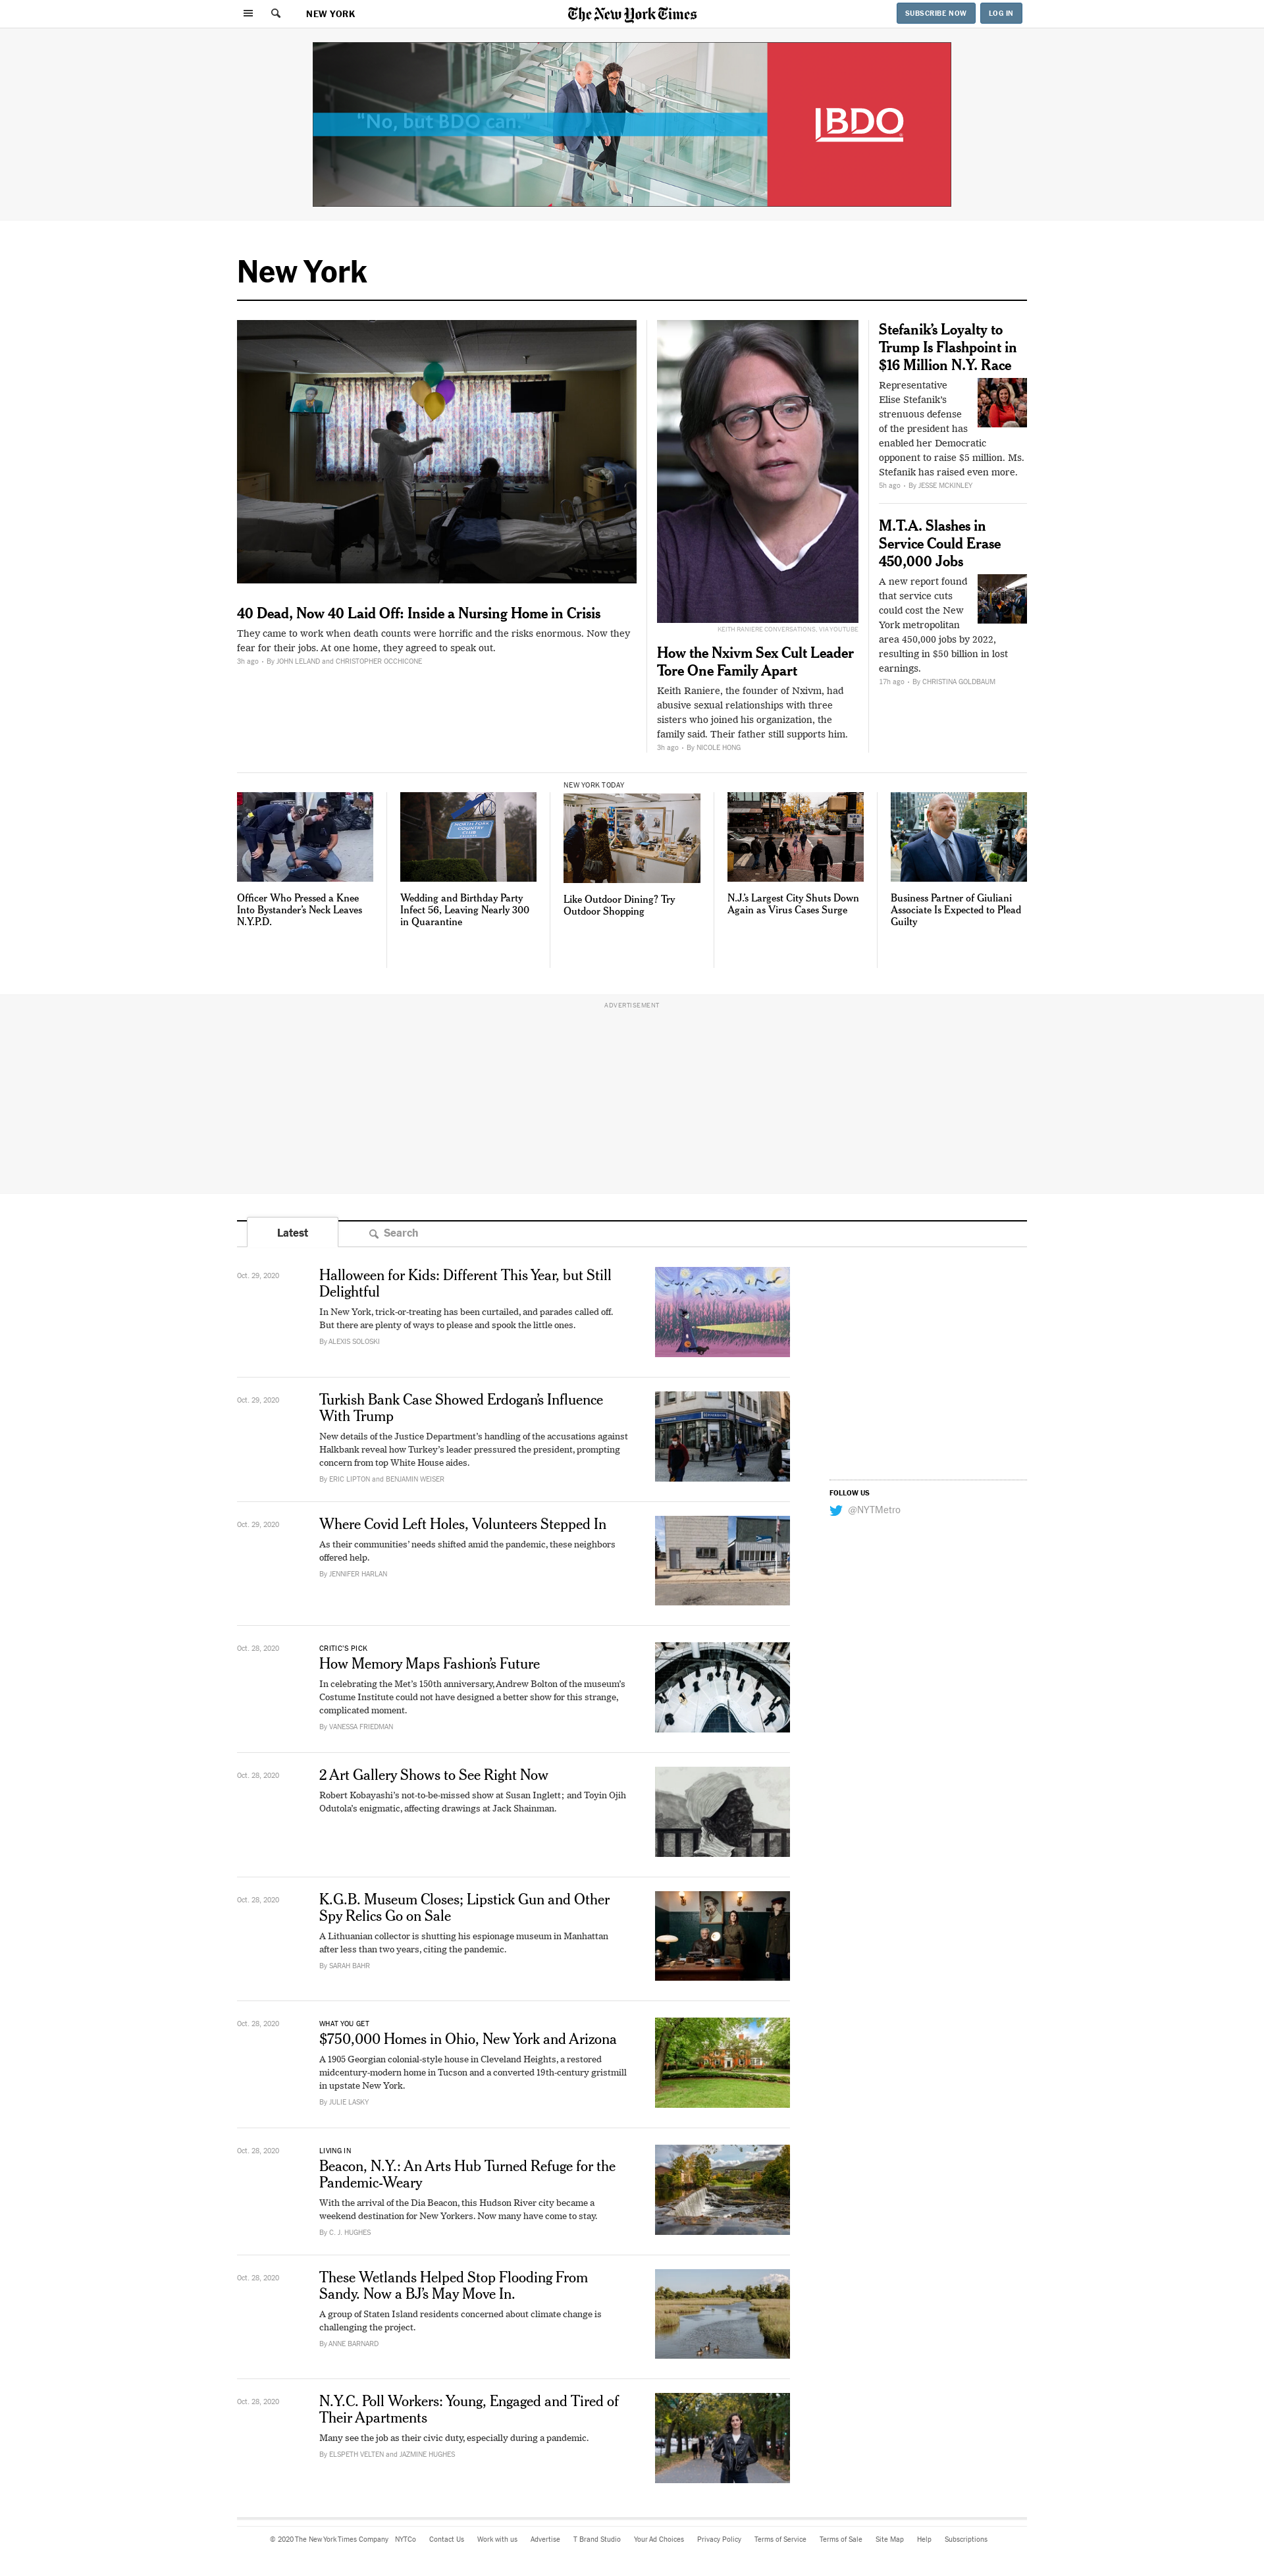 NEW YORK
The New York Times
SUBSCRIBE NOW
LOG IN
"No, but BDO can."
BDO
New York
40 Dead, Now 40 Laid Off: Inside a Nursing Home in Crisis
They came to work when death counts were horrific and the risks enormous. Now they
fear for their jobs. At one home, they agreed to speak out.
3h ago • By JOHN LELAND and CHRISTOPHER OCCHICONE
KEITH RANIERE CONVERSATIONS, VIA YOUTUBE
How the Nxivm Sex Cult Leader
Tore One Family Apart
Keith Raniere, the founder of Nxivm, had
abusive sexual relationships with three
sisters who joined his organization, the
family said. Their father still supports him.
3h ago • By NICOLE HONG
Stefanik’s Loyalty to
Trump Is Flashpoint in
$16 Million N.Y. Race
Representative
Elise Stefanik’s
strenuous defense
of the president has
enabled her Democratic
opponent to raise $5 million. Ms.
Stefanik has raised even more.
5h ago • By JESSE MCKINLEY
M.T.A. Slashes in
Service Could Erase
450,000 Jobs
A new report found
that service cuts
could cost the New
York metropolitan
area 450,000 jobs by 2022,
resulting in $50 billion in lost
earnings.
17h ago • By CHRISTINA GOLDBAUM
Officer Who Pressed a Knee
Into Bystander’s Neck Leaves
N.Y.P.D.
Wedding and Birthday Party
Infect 56, Leaving Nearly 300
in Quarantine
NEW YORK TODAY
Like Outdoor Dining? Try
Outdoor Shopping
N.J.’s Largest City Shuts Down
Again as Virus Cases Surge
Business Partner of Giuliani
Associate Is Expected to Plead
Guilty
ADVERTISEMENT
Latest
Search
Oct. 29, 2020
Halloween for Kids: Different This Year, but Still
Delightful
In New York, trick-or-treating has been curtailed, and parades called off.
But there are plenty of ways to please and spook the little ones.
By ALEXIS SOLOSKI
Oct. 29, 2020
Turkish Bank Case Showed Erdogan’s Influence
With Trump
New details of the Justice Department’s handling of the accusations against
Halkbank reveal how Turkey’s leader pressured the president, prompting
concern from top White House aides.
By ERIC LIPTON and BENJAMIN WEISER
FOLLOW US
@NYTMetro
Oct. 29, 2020
Where Covid Left Holes, Volunteers Stepped In
As their communities’ needs shifted amid the pandemic, these neighbors
offered help.
By JENNIFER HARLAN
Oct. 28, 2020
CRITIC’S PICK
How Memory Maps Fashion’s Future
In celebrating the Met’s 150th anniversary, Andrew Bolton of the museum’s
Costume Institute could not have designed a better show for this strange,
complicated moment.
By VANESSA FRIEDMAN
Oct. 28, 2020
2 Art Gallery Shows to See Right Now
Robert Kobayashi’s not-to-be-missed show at Susan Inglett; and Toyin Ojih
Odutola’s enigmatic, affecting drawings at Jack Shainman.
Oct. 28, 2020
K.G.B. Museum Closes; Lipstick Gun and Other
Spy Relics Go on Sale
A Lithuanian collector is shutting his espionage museum in Manhattan
after less than two years, citing the pandemic.
By SARAH BAHR
Oct. 28, 2020
WHAT YOU GET
$750,000 Homes in Ohio, New York and Arizona
A 1905 Georgian colonial-style house in Cleveland Heights, a restored
midcentury-modern home in Tucson and a converted 19th-century gristmill
in upstate New York.
By JULIE LASKY
Oct. 28, 2020
LIVING IN
Beacon, N.Y.: An Arts Hub Turned Refuge for the
Pandemic-Weary
With the arrival of the Dia Beacon, this Hudson River city became a
weekend destination for New Yorkers. Now many have come to stay.
By C. J. HUGHES
Oct. 28, 2020
These Wetlands Helped Stop Flooding From
Sandy. Now a BJ’s May Move In.
A group of Staten Island residents concerned about climate change is
challenging the project.
By ANNE BARNARD
Oct. 28, 2020
N.Y.C. Poll Workers: Young, Engaged and Tired of
Their Apartments
Many see the job as their civic duty, especially during a pandemic.
By ELSPETH VELTEN and JAZMINE HUGHES
© 2020 The New York Times Company NYTCo Contact Us Work with us Advertise T Brand Studio Your Ad Choices Privacy Policy Terms of Service Terms of Sale Site Map Help Subscriptions